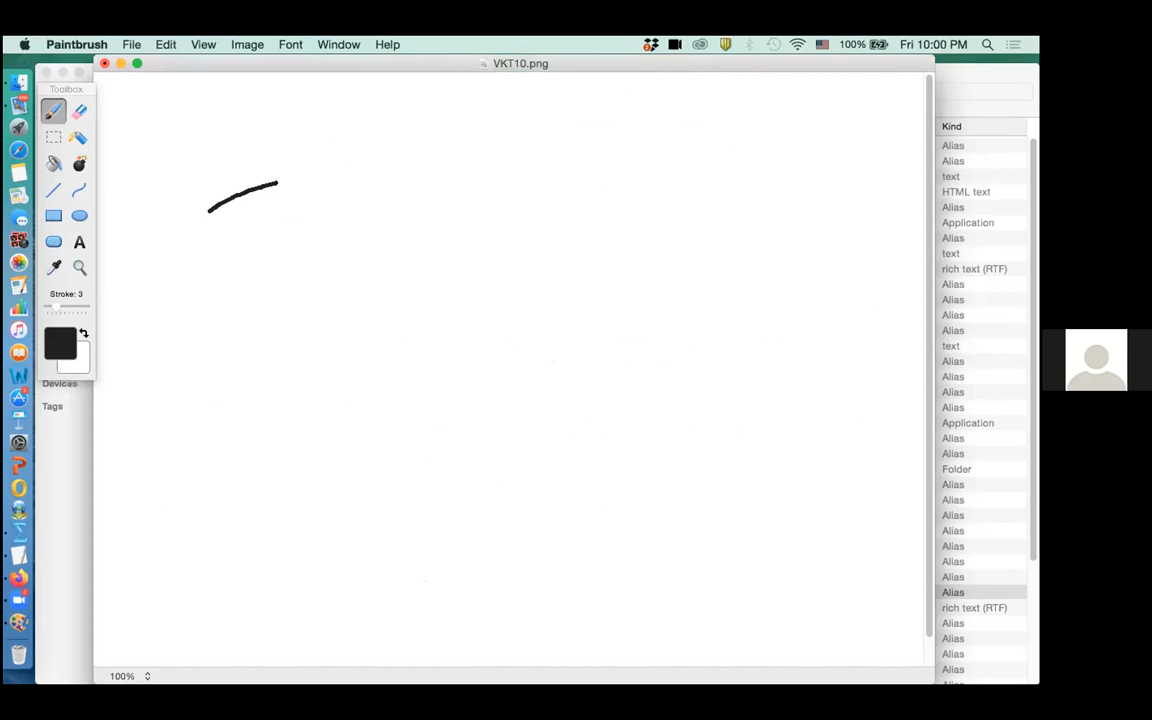 Paintbrush File Edit View Image Font Window Help 100% Fri 10:00 PM
VKT10.png
Toolbox
Kind
Alias
Alias
text
HTML text
Alias
Application
Alias
text
rich text (RTF)
Alias
Stroke: 3
Alias
Alias
Alias
text
Alias
Alias
Devices
Alias
Tags
Alias
Application
Alias
Alias
Folder
Alias
Alias
Alias
Alias
Alias
Alias
Alias
Alias
rich text (RTF)
Alias
Alias
Alias
Alias
100%